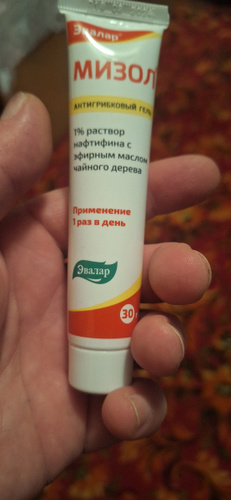 Эвалар
МИЗОЛ
АНТИГРИБКОВЫЙ ГЕЛЬ
1% раствор
нафтифина с
эфирным маслом
чайного дерева
Применение
1 раз в день
Эвалар
30